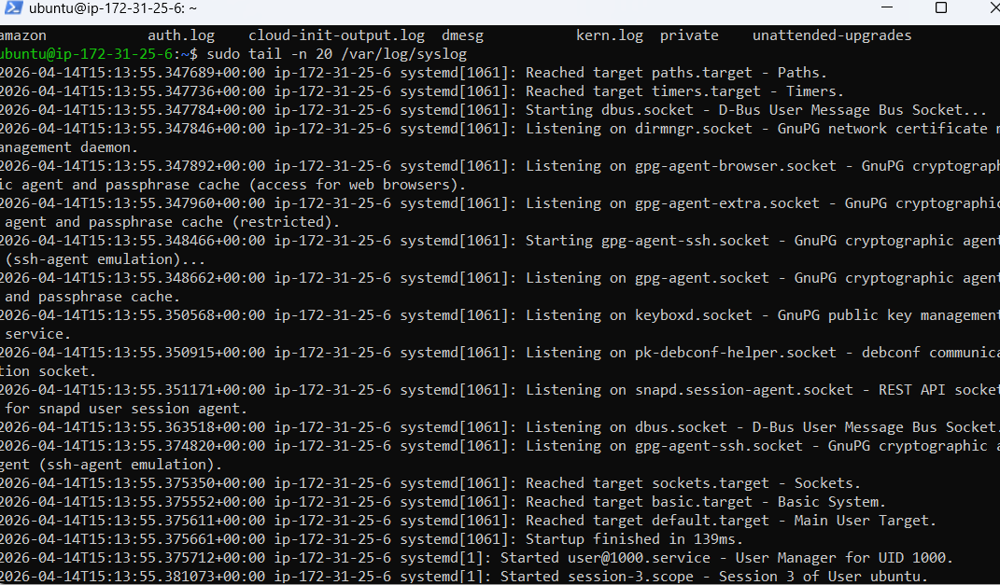 ubuntu@ip-172-31-25-6: ~
amazon auth.log cloud-init-output.log dmesg kern.log private unattended-upgrades
ubuntu@ip-172-31-25-6:~$ sudo tail -n 20 /var/log/syslog
2026-04-14T15:13:55.347689+00:00 ip-172-31-25-6 systemd[1061]: Reached target paths.target - Paths.
2026-04-14T15:13:55.347736+00:00 ip-172-31-25-6 systemd[1061]: Reached target timers.target - Timers.
2026-04-14T15:13:55.347784+00:00 ip-172-31-25-6 systemd[1061]: Starting dbus.socket - D-Bus User Message Bus Socket...
2026-04-14T15:13:55.347846+00:00 ip-172-31-25-6 systemd[1061]: Listening on dirmngr.socket - GnuPG network certificate m
anagement daemon.
2026-04-14T15:13:55.347892+00:00 ip-172-31-25-6 systemd[1061]: Listening on gpg-agent-browser.socket - GnuPG cryptograph
ic agent and passphrase cache (access for web browsers).
2026-04-14T15:13:55.347960+00:00 ip-172-31-25-6 systemd[1061]: Listening on gpg-agent-extra.socket - GnuPG cryptographic
agent and passphrase cache (restricted).
2026-04-14T15:13:55.348466+00:00 ip-172-31-25-6 systemd[1061]: Starting gpg-agent-ssh.socket - GnuPG cryptographic agent
(ssh-agent emulation)...
2026-04-14T15:13:55.348662+00:00 ip-172-31-25-6 systemd[1061]: Listening on gpg-agent.socket - GnuPG cryptographic agent
and passphrase cache.
2026-04-14T15:13:55.350568+00:00 ip-172-31-25-6 systemd[1061]: Listening on keyboxd.socket - GnuPG public key management
service.
2026-04-14T15:13:55.350915+00:00 ip-172-31-25-6 systemd[1061]: Listening on pk-debconf-helper.socket - debconf communica
tion socket.
2026-04-14T15:13:55.351171+00:00 ip-172-31-25-6 systemd[1061]: Listening on snapd.session-agent.socket - REST API socket
for snapd user session agent.
2026-04-14T15:13:55.363518+00:00 ip-172-31-25-6 systemd[1061]: Listening on dbus.socket - D-Bus User Message Bus Socket.
2026-04-14T15:13:55.374820+00:00 ip-172-31-25-6 systemd[1061]: Listening on gpg-agent-ssh.socket - GnuPG cryptographic a
gent (ssh-agent emulation).
2026-04-14T15:13:55.375350+00:00 ip-172-31-25-6 systemd[1061]: Reached target sockets.target - Sockets.
2026-04-14T15:13:55.375552+00:00 ip-172-31-25-6 systemd[1061]: Reached target basic.target - Basic System.
2026-04-14T15:13:55.375611+00:00 ip-172-31-25-6 systemd[1061]: Reached target default.target - Main User Target.
2026-04-14T15:13:55.375661+00:00 ip-172-31-25-6 systemd[1061]: Startup finished in 139ms.
2026-04-14T15:13:55.375712+00:00 ip-172-31-25-6 systemd[1]: Started user@1000.service - User Manager for UID 1000.
2026-04-14T15:13:55.381073+00:00 ip-172-31-25-6 systemd[1]: Started session-3.scope - Session 3 of User ubuntu.